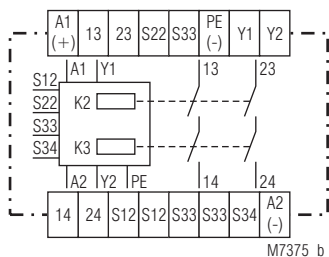 A1 (+) 13 23 S22 S33 PE (-) Y1 Y2
A1 Y1 13 23
S12
K2
S22
S33
K3
S34
A2 Y2 PE 14 24
14 24 S12 S12 S33 S33 S34 A2 (-)
M7375_b